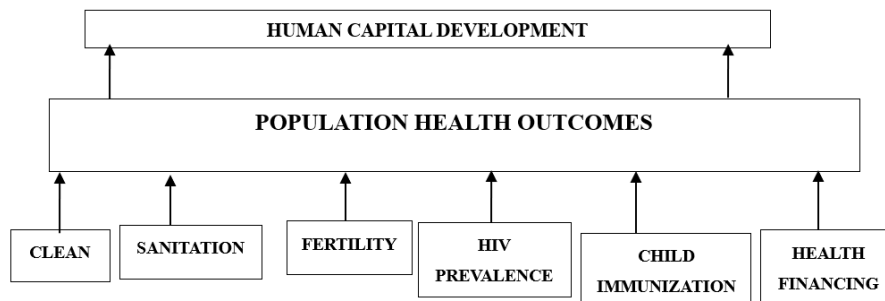 HUMAN CAPITAL DEVELOPMENT
POPULATION HEALTH OUTCOMES
CLEAN
SANITATION
FERTILITY
HIV
PREVALENCE
CHILD
IMMUNIZATION
HEALTH
FINANCING